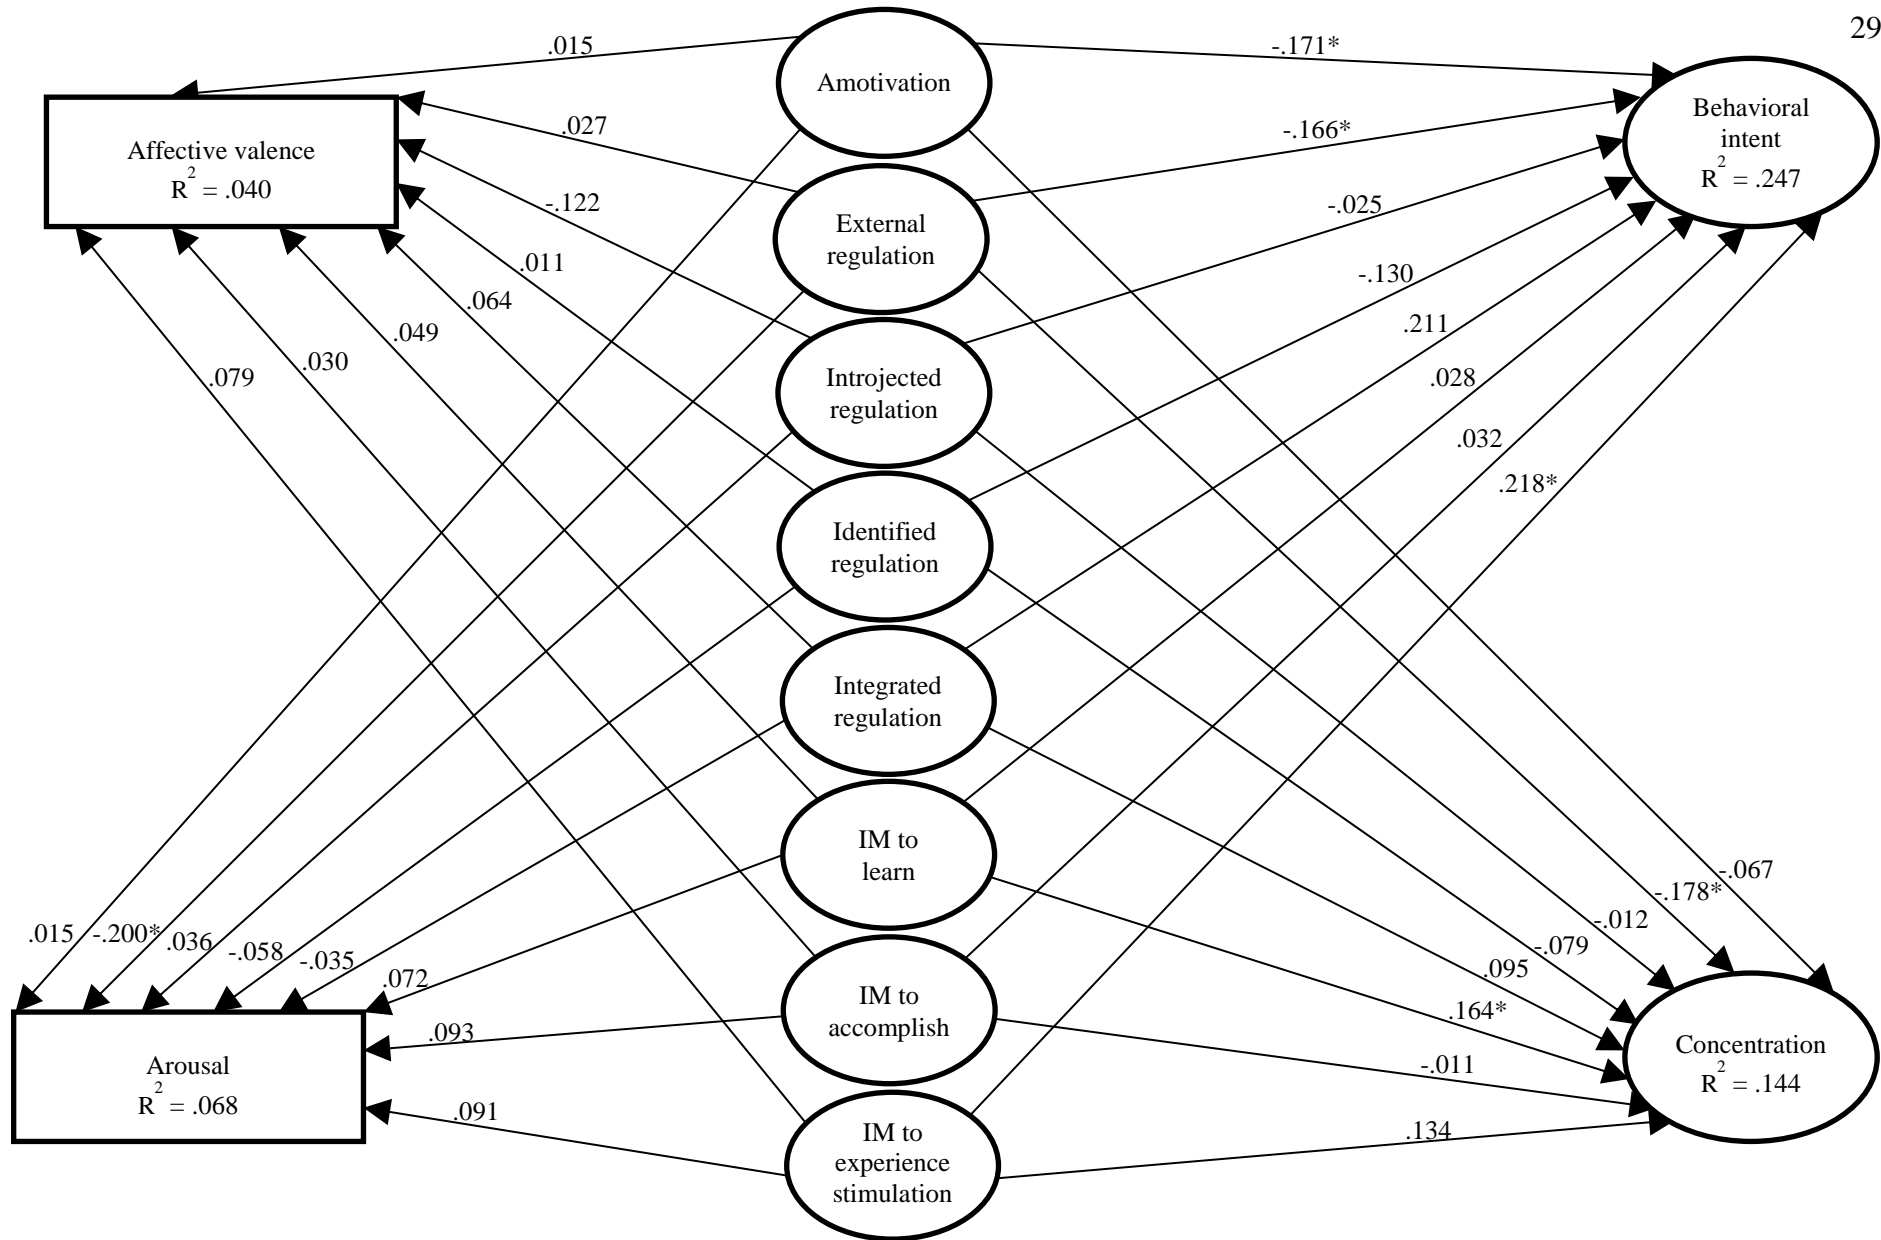 29
.015
-.171*
Amotivation
Behavioral
intent
R2 = .247
.027
-.166*
Affective valence
R2 = .040
-.122
-.025
External
regulation
.011
-.130
.064
.211
.049
.028
.030
.079
Introjected
regulation
.032
.218*
Identified
regulation
Integrated
regulation
IM to
learn
-.067
-.178*
-.012
.015
-.200*
.036
-.058
-.035
.072
-.079
.095
.164*
IM to
accomplish
.093
-.011
Arousal
R2 = .068
Concentration
R2 = .144
.091
.134
IM to
experience
stimulation